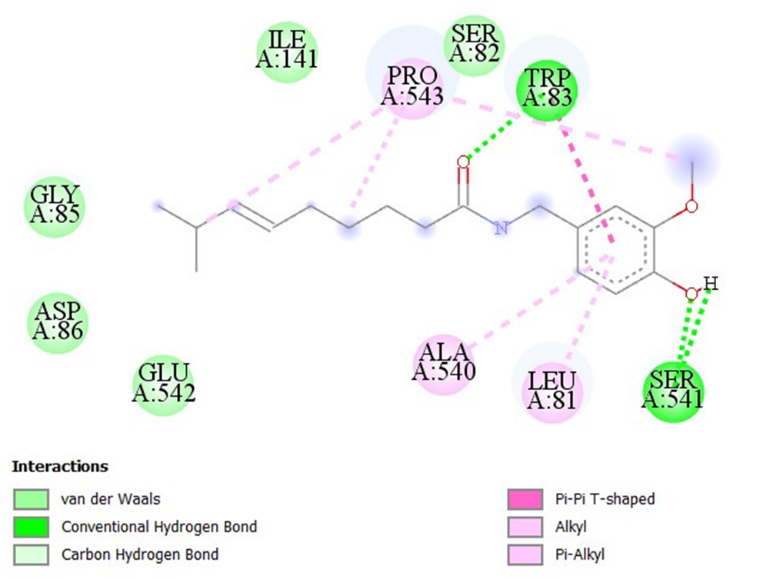 ILE
A:141
SER
A:82
PRO
A:543
TRP
A:83
GLY
A:85
O
O
N
ASP
A:86
O
H
ALA
A:540
GLU
A:542
LEU
A:81
SER
A:541
Interactions
van der Waals
Conventional Hydrogen Bond
Carbon Hydrogen Bond
Pi-Pi T-shaped
Alkyl
Pi-Alkyl